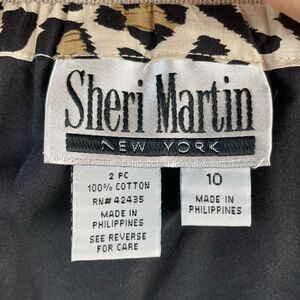 Sheri Martin
NEW YORK
2 PC
100% COTTON
RN# 42435
MADE IN
PHILIPPINES
SEE REVERSE
FOR CARE
10
MADE IN
PHILIPPINES